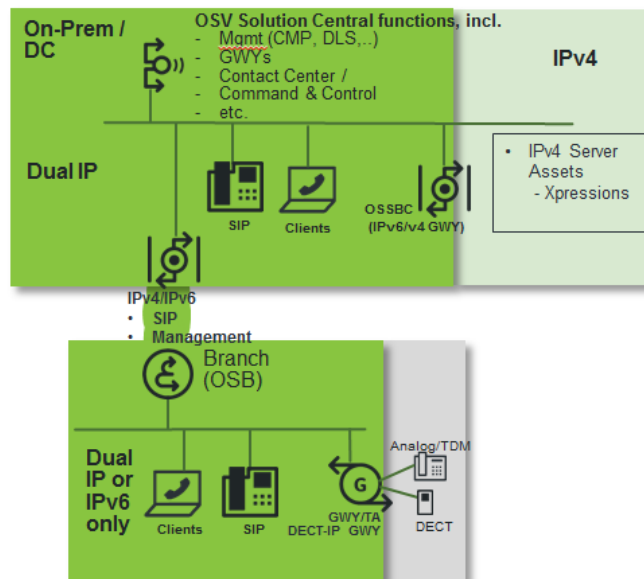 On-Prem /
DC
OSV Solution Central functions, incl.
- Mgmt (CMP, DLS,..)
- GWYs
- Contact Center /
- Command & Control
- etc.
IPv4
Dual IP
SIP
Clients
OSSBC
(IPv6/v4 GWY)
• IPv4 Server
Assets
- Xpressions
IPv4/IPv6
• SIP
• Management
Branch
(OSB)
Dual
IP or
IPv6
only
Clients
SIP
G
GWY/TA
DECT-IP GWY
Analog/TDM
DECT